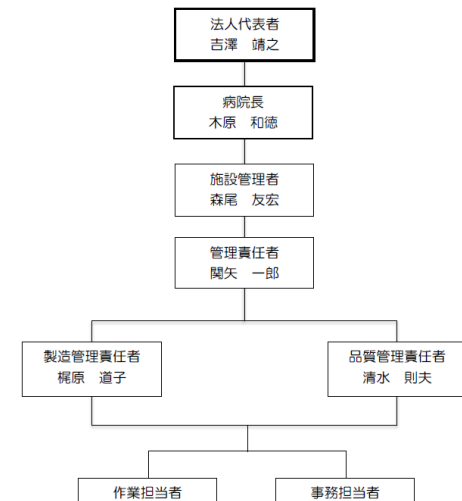 法人代表者
吉澤　靖之
病院長
木原　和徳
施設管理者
森尾　友宏
管理責任者
関矢　一郎
製造管理責任者
梶原　道子
品質管理責任者
清水　則夫
作業担当者
事務担当者